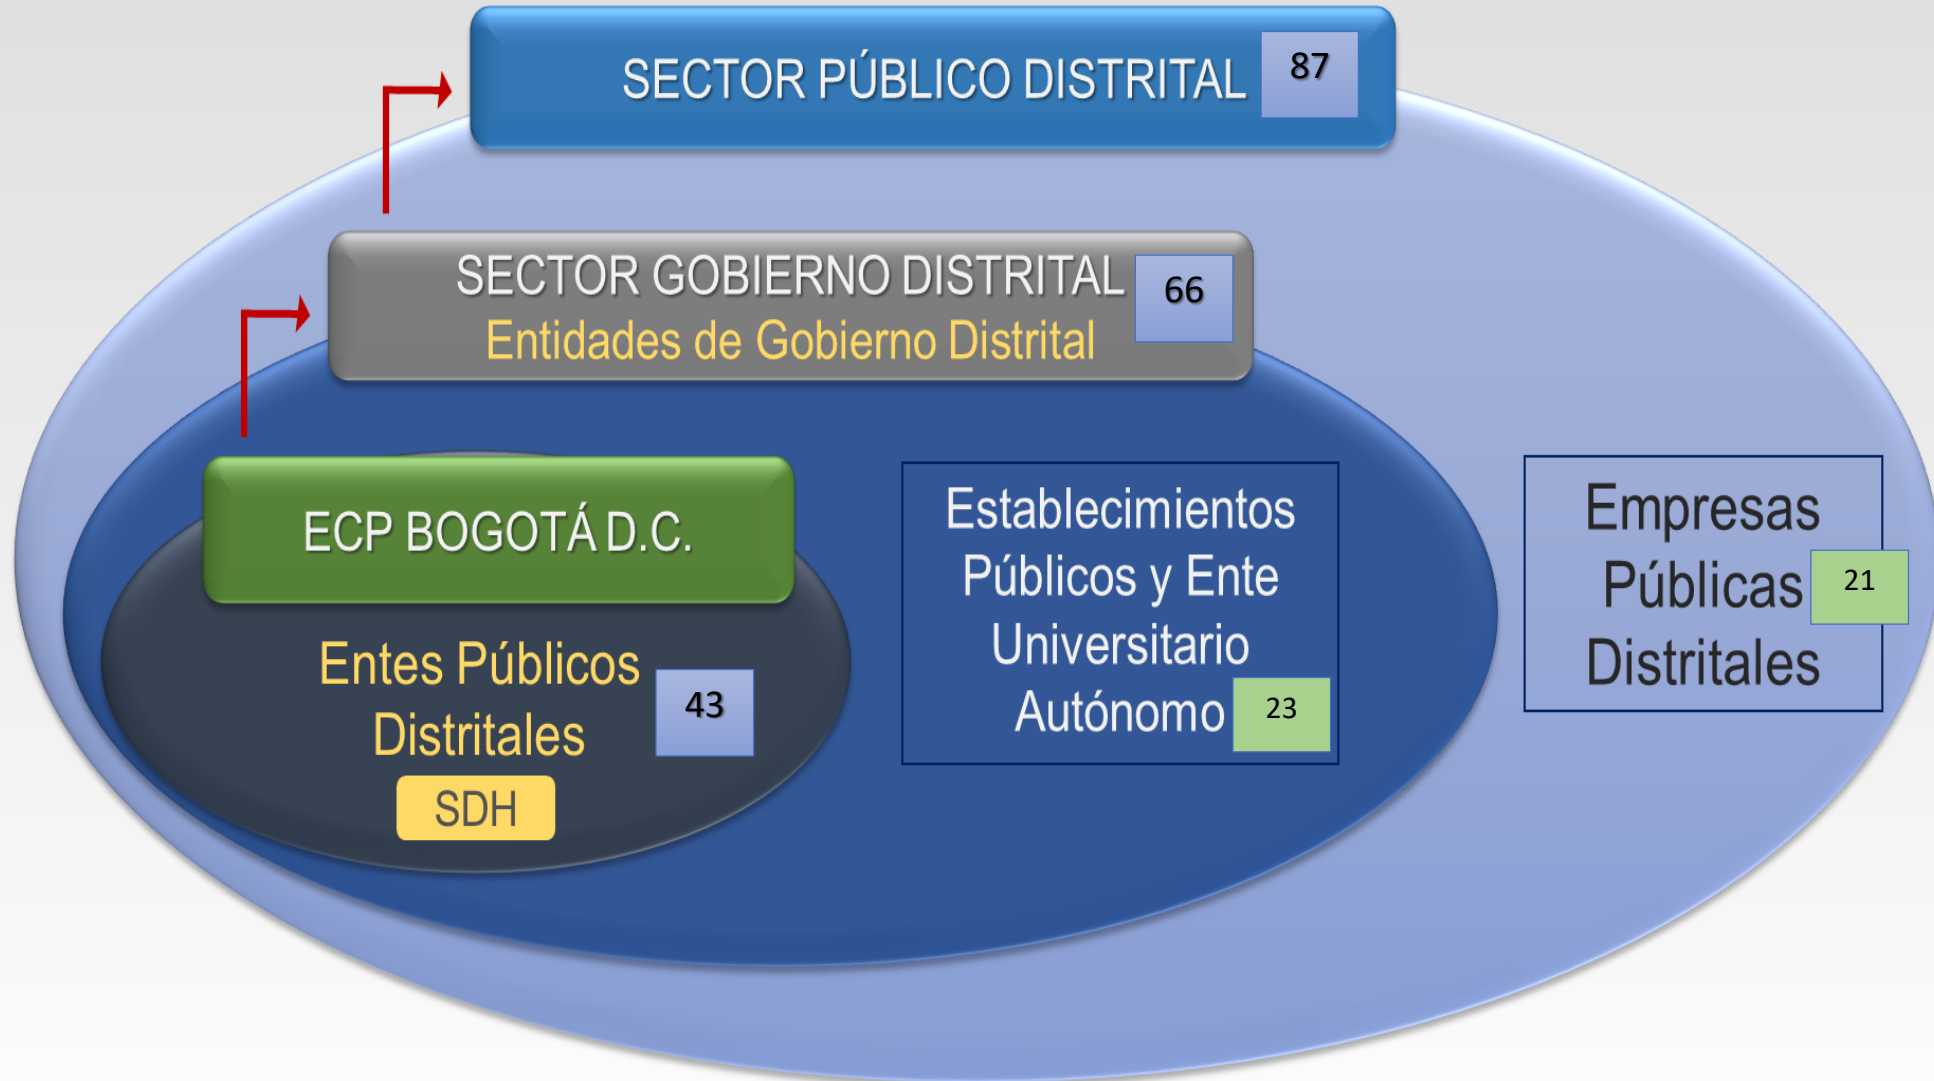 SECTOR PÚBLICO DISTRITAL 87
SECTOR GOBIERNO DISTRITAL 66
Entidades de Gobierno Distrital
ECP BOGOTÁ D.C.
Entes Públicos
Distritales 43
SDH
Establecimientos
Públicos y Ente
Universitario
Autónomo 23
Empresas
Públicas 21
Distritales